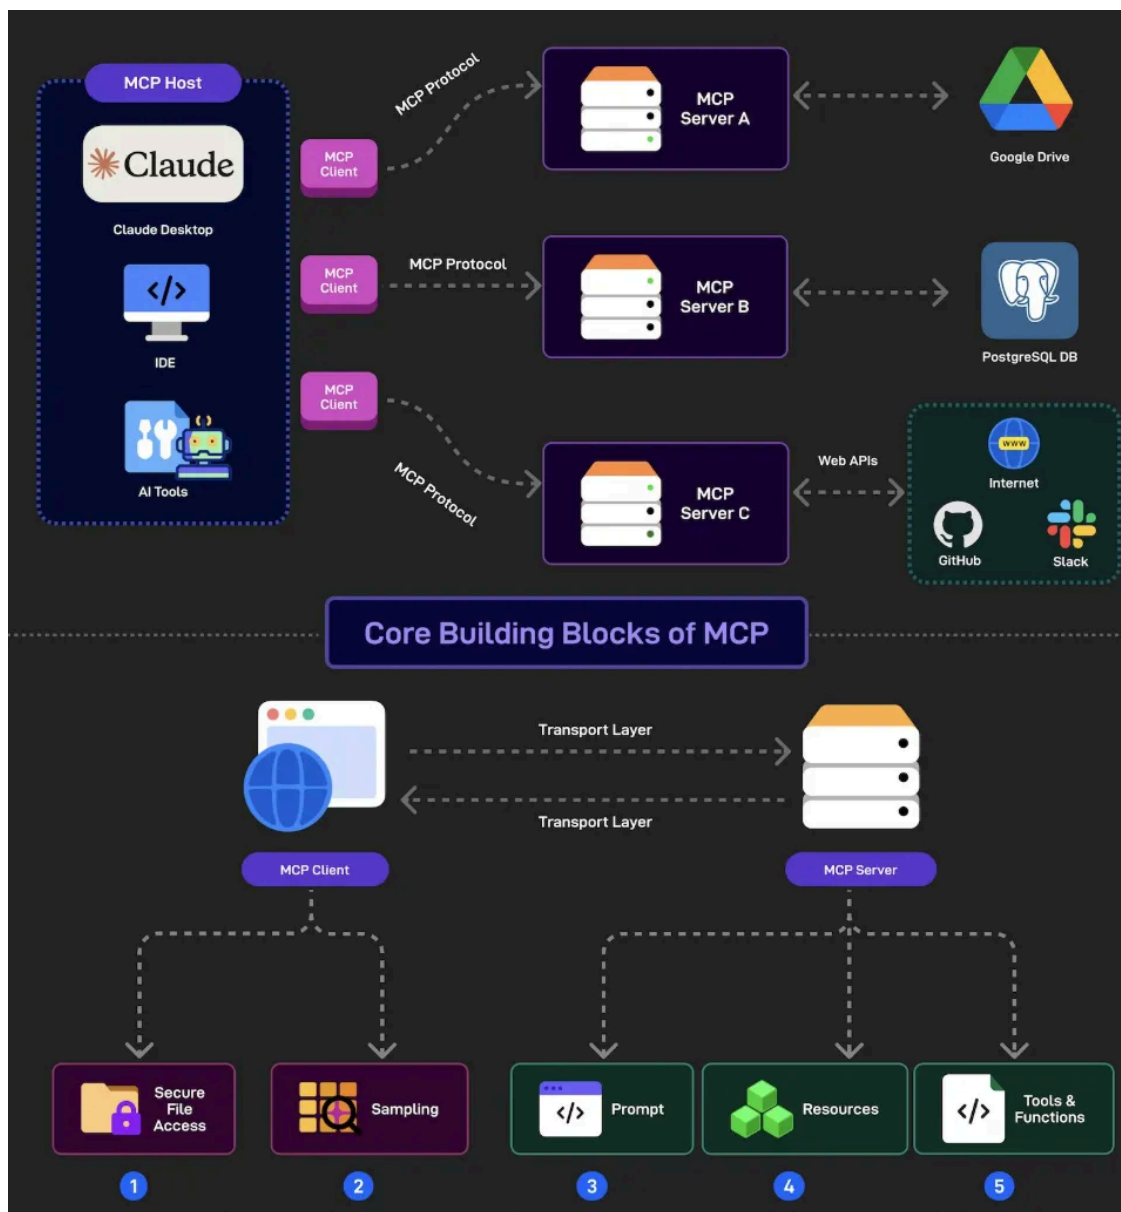 MCP Host
Claude
Claude Desktop
</>
IDE
AI Tools
MCP
Client
MCP Protocol
MCP
Server A
Google Drive
MCP
Client
MCP Protocol
MCP
Server B
PostgreSQL DB
MCP
Client
MCP Protocol
MCP
Server C
Web APIs
www
Internet
GitHub
Slack
Core Building Blocks of MCP
Transport Layer
Transport Layer
MCP Client
MCP Server
Secure
File
Access
Sampling
</>
Prompt
Resources
</>
Tools &
Functions
1
2
3
4
5